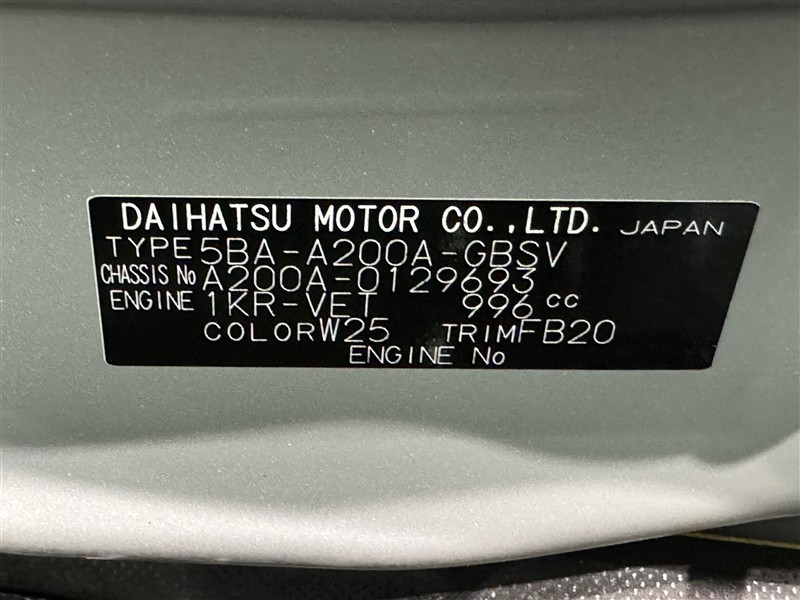 DAIHATSU MOTOR CO.,LTD. JAPAN
TYPE 5BA-A200A-GBSV
CHASSIS No A200A-0129693
ENGINE 1KR-VET 996 cc
COLOR W25 TRIM FB20
ENGINE No